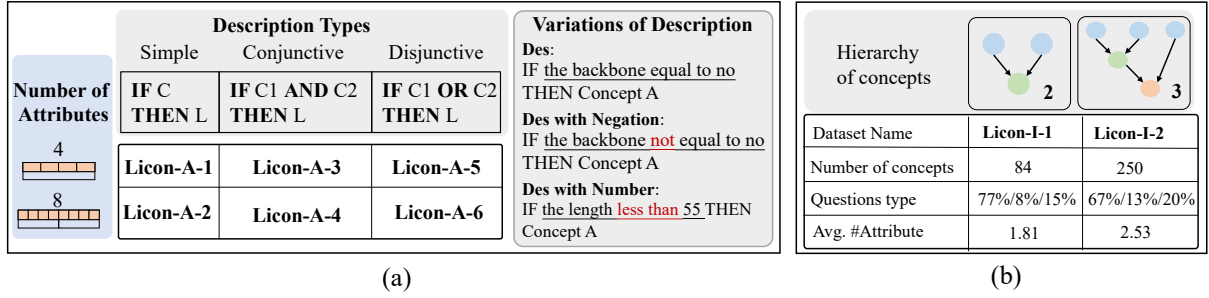 Description Types
Simple Conjunctive Disjunctive
Number of
Attributes
IF C
THEN L
IF C1 AND C2
THEN L
IF C1 OR C2
THEN L
4
Licon-A-1 Licon-A-3 Licon-A-5
8
Licon-A-2 Licon-A-4 Licon-A-6
Variations of Description
Des:
IF the backbone equal to no
THEN Concept A
Des with Negation:
IF the backbone not equal to no
THEN Concept A
Des with Number:
IF the length less than 55 THEN
Concept A
(a)
Hierarchy
of concepts
2
3
Dataset Name Licon-I-1 Licon-I-2
Number of concepts 84 250
Questions type 77%/8%/15% 67%/13%/20%
Avg. #Attribute 1.81 2.53
(b)